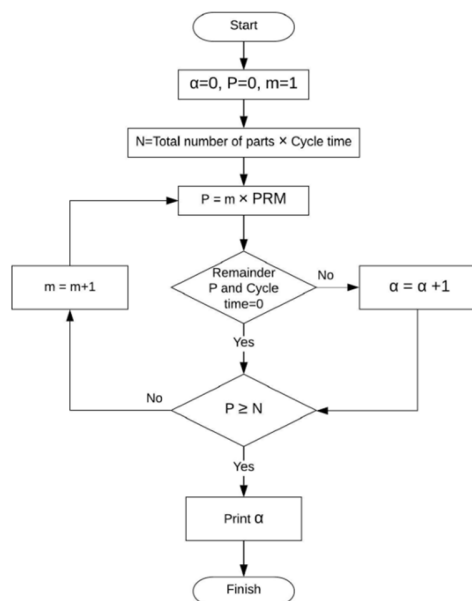 Start
α=0, P=0, m=1
N=Total number of parts × Cycle time
P = m × PRM
Remainder
P and Cycle
time=0
No
α = α +1
m = m+1
Yes
No
P ≥ N
Yes
Print α
Finish